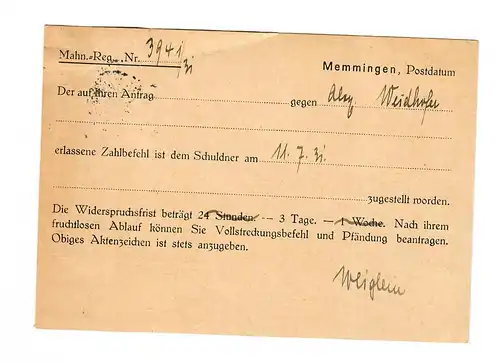 Mahn.-Reg. Nr. 3941/31
Memmingen, Postdatum
Der auf Ihren Antrag gegen Aloys Weidhofer
erlassene Zahlbefehl ist dem Schuldner am 11. 7. 31.
zugestellt worden.
Die Widerspruchsfrist beträgt 24 Stunden. — 3 Tage. — 1 Woche. Nach ihrem
fruchtlosen Ablauf können Sie Vollstreckungsbefehl und Pfändung beantragen.
Obiges Aktenzeichen ist stets anzugeben.
Weiglein